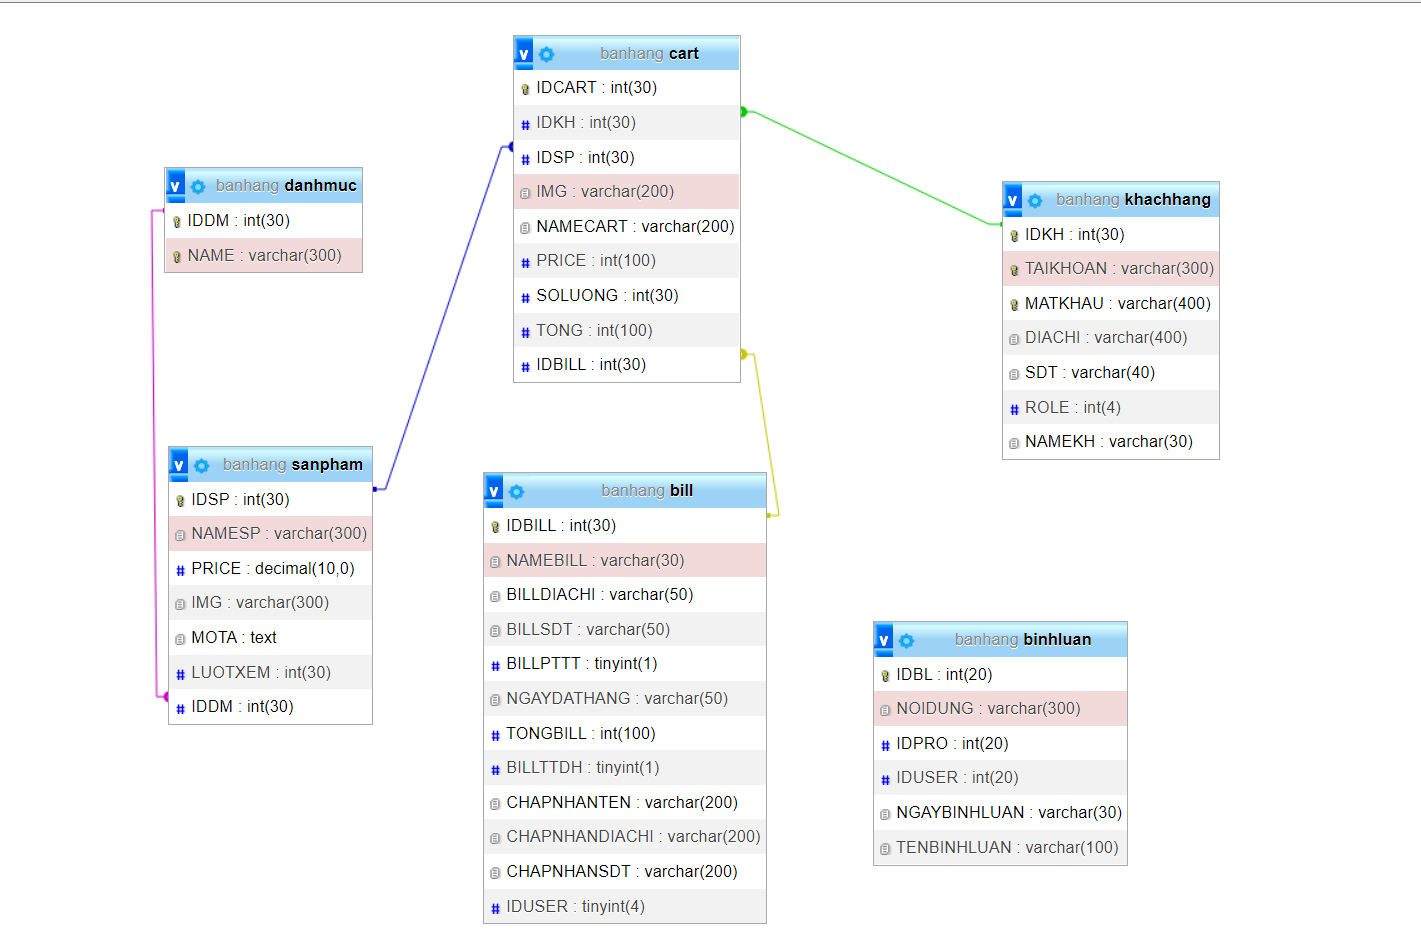 v banhang cart
IDCART : int(30)
IDKH : int(30)
IDSP : int(30)
IMG : varchar(200)
NAMECART : varchar(200)
PRICE : int(100)
SOLUONG : int(30)
TONG : int(100)
IDBILL : int(30)
v banhang danhmuc
IDDM : int(30)
NAME : varchar(300)
v banhang khachhang
IDKH : int(30)
TAIKHOAN : varchar(300)
MATKHAU : varchar(400)
DIACHI : varchar(400)
SDT : varchar(40)
ROLE : int(4)
NAMEKH : varchar(30)
v banhang sanpham
IDSP : int(30)
NAMESP : varchar(300)
PRICE : decimal(10,0)
IMG : varchar(300)
MOTA : text
LUOTXEM : int(30)
IDDM : int(30)
v banhang bill
IDBILL : int(30)
NAMEBILL : varchar(30)
BILLDIACHI : varchar(50)
BILLSDT : varchar(50)
BILLPTTT : tinyint(1)
NGAYDATHANG : varchar(50)
TONGBILL : int(100)
BILLTTDH : tinyint(1)
CHAPNHANTEN : varchar(200)
CHAPNHANDIACHI : varchar(200)
CHAPNHANSDT : varchar(200)
IDUSER : tinyint(4)
v banhang binhluan
IDBL : int(20)
NOIDUNG : varchar(300)
IDPRO : int(20)
IDUSER : int(20)
NGAYBINHLUAN : varchar(30)
TENBINHLUAN : varchar(100)